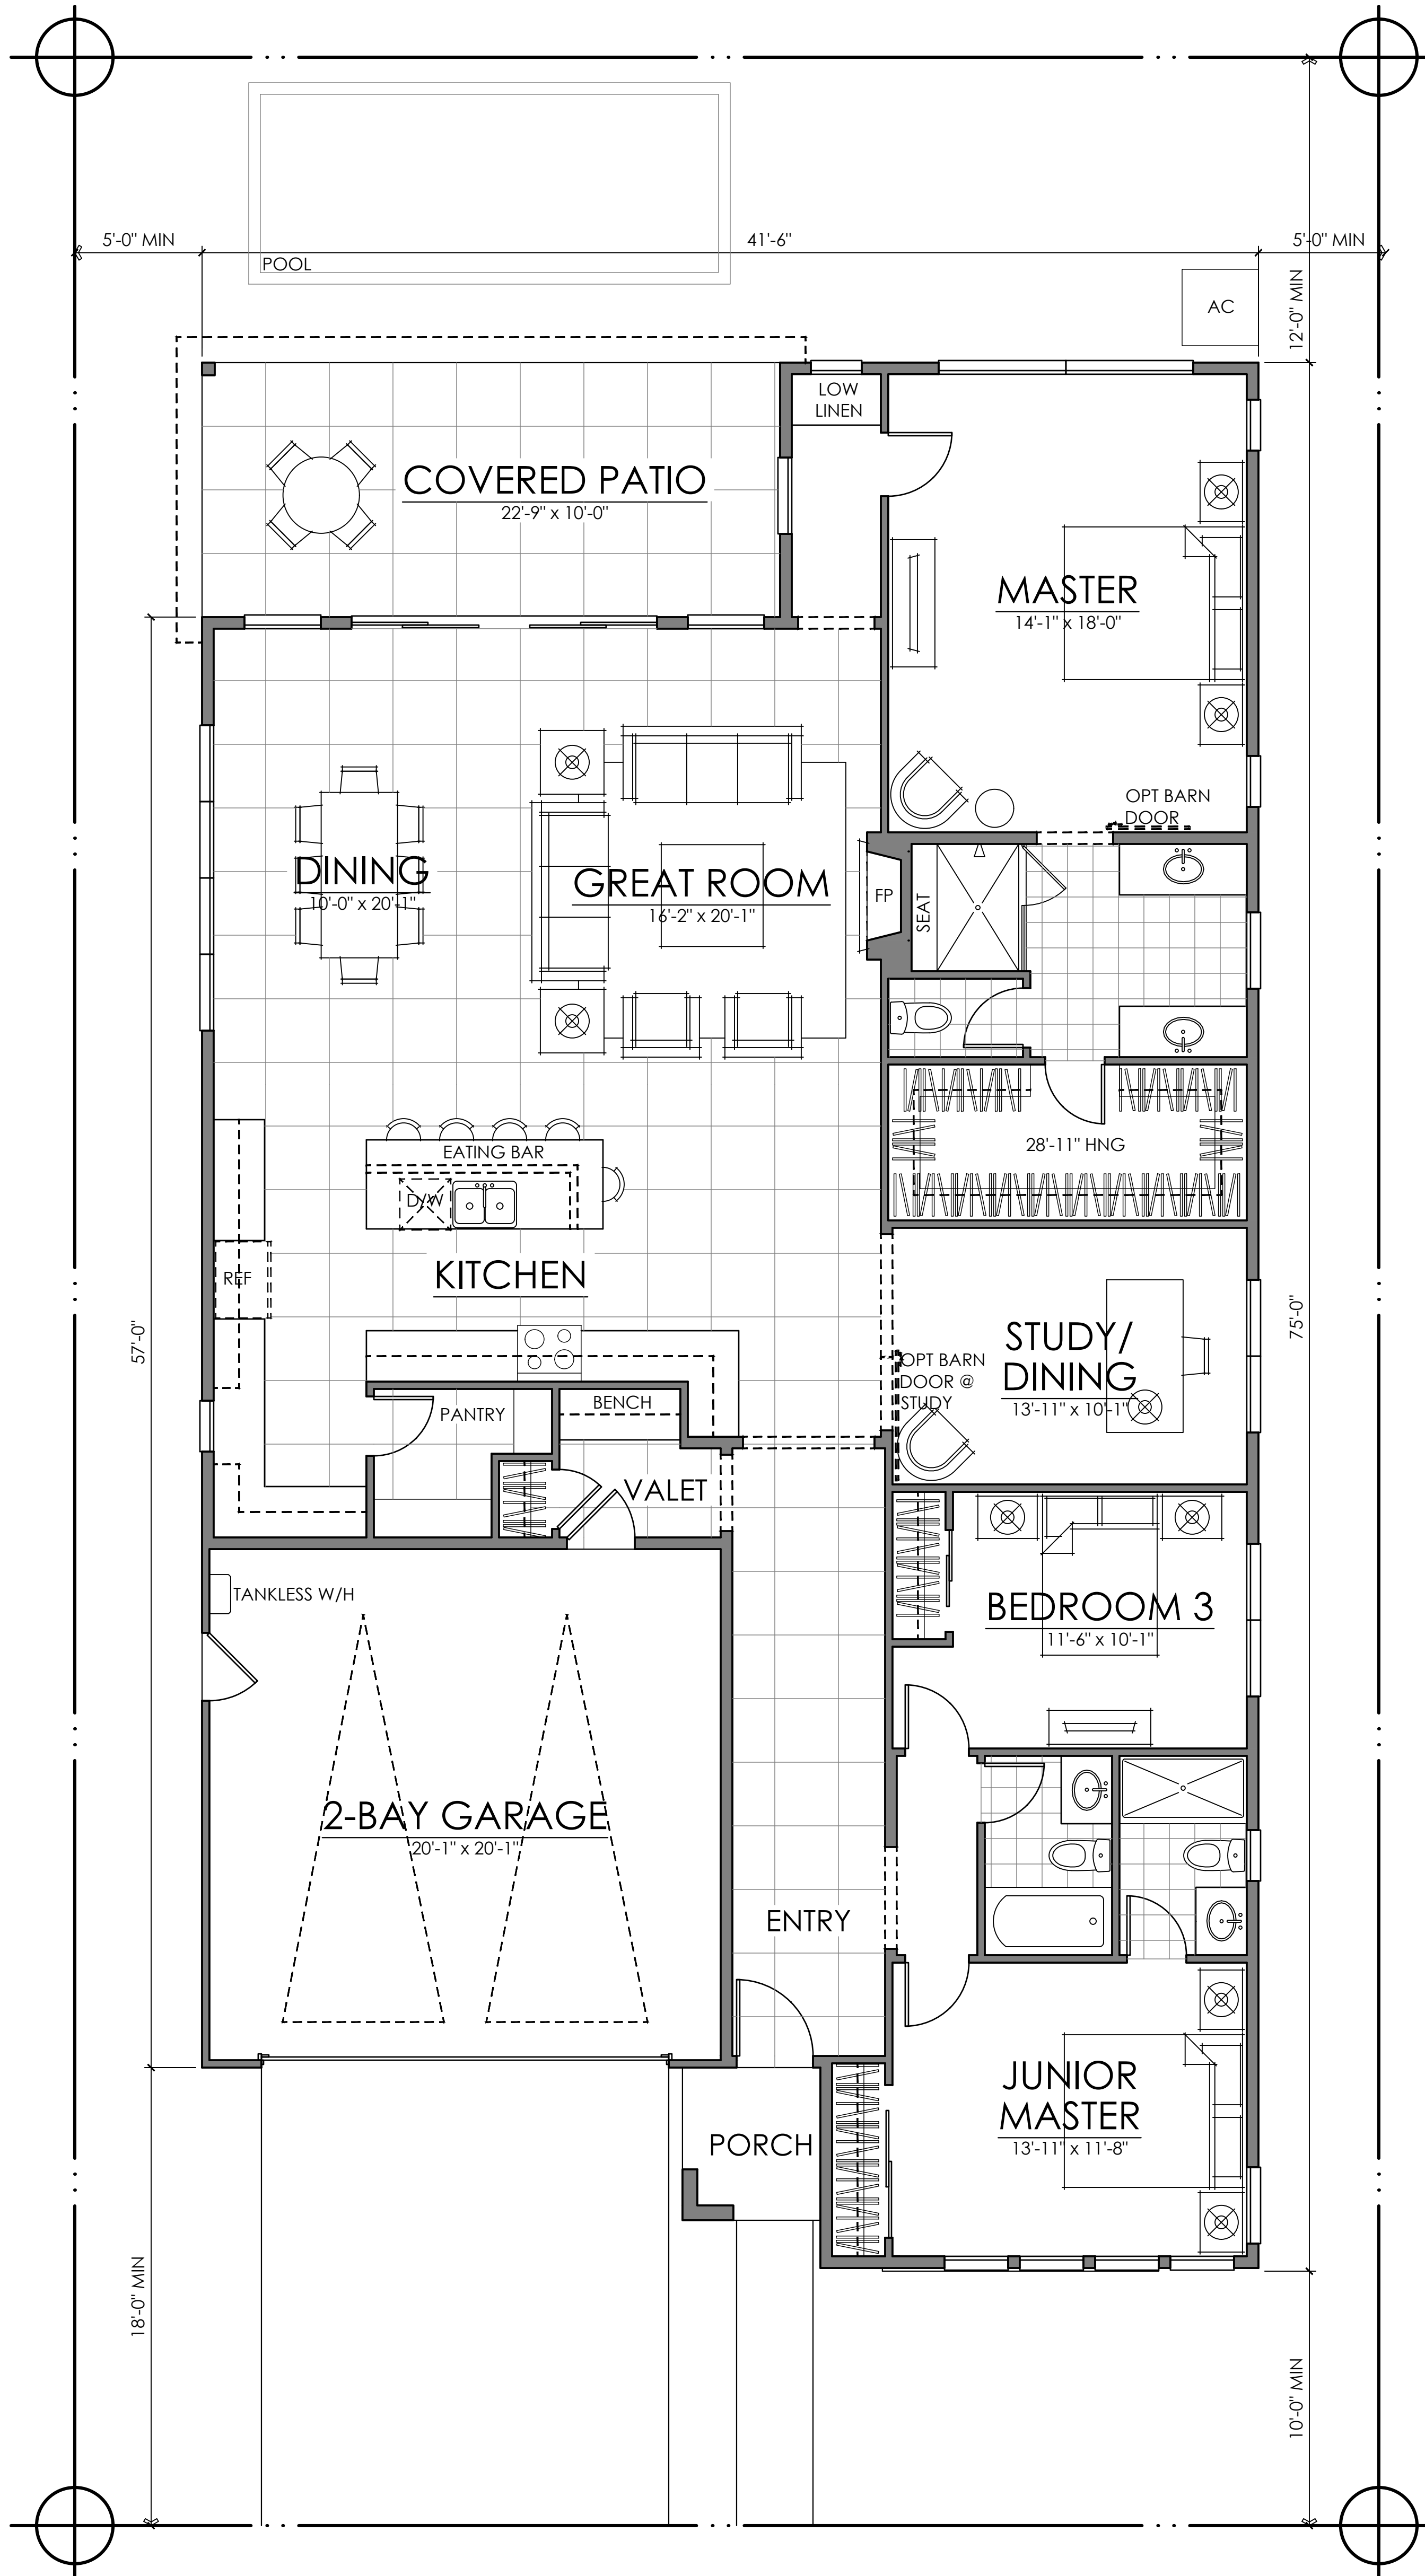 5'-0" MIN
41'-6"
5'-0" MIN
POOL
12'-0" MIN
AC
LOW
LINEN
COVERED PATIO
22'-9" x 10'-0"
MASTER
14'-1" x 18'-0"
OPT BARN
DOOR
DINING
10'-0" x 20'-1"
GREAT ROOM
16'-2" x 20'-1"
FP
SEAT
EATING BAR
28'-11" HNG
D/W
REF
KITCHEN
57'-0"
75'-0"
STUDY/
DINING
13'-11" x 10'-1"
OPT BARN
DOOR @
STUDY
PANTRY
BENCH
VALET
TANKLESS W/H
BEDROOM 3
11'-6" x 10'-1"
2-BAY GARAGE
20'-1" x 20'-1"
ENTRY
JUNIOR
MASTER
13'-11" x 11'-8"
PORCH
18'-0" MIN
10'-0" MIN